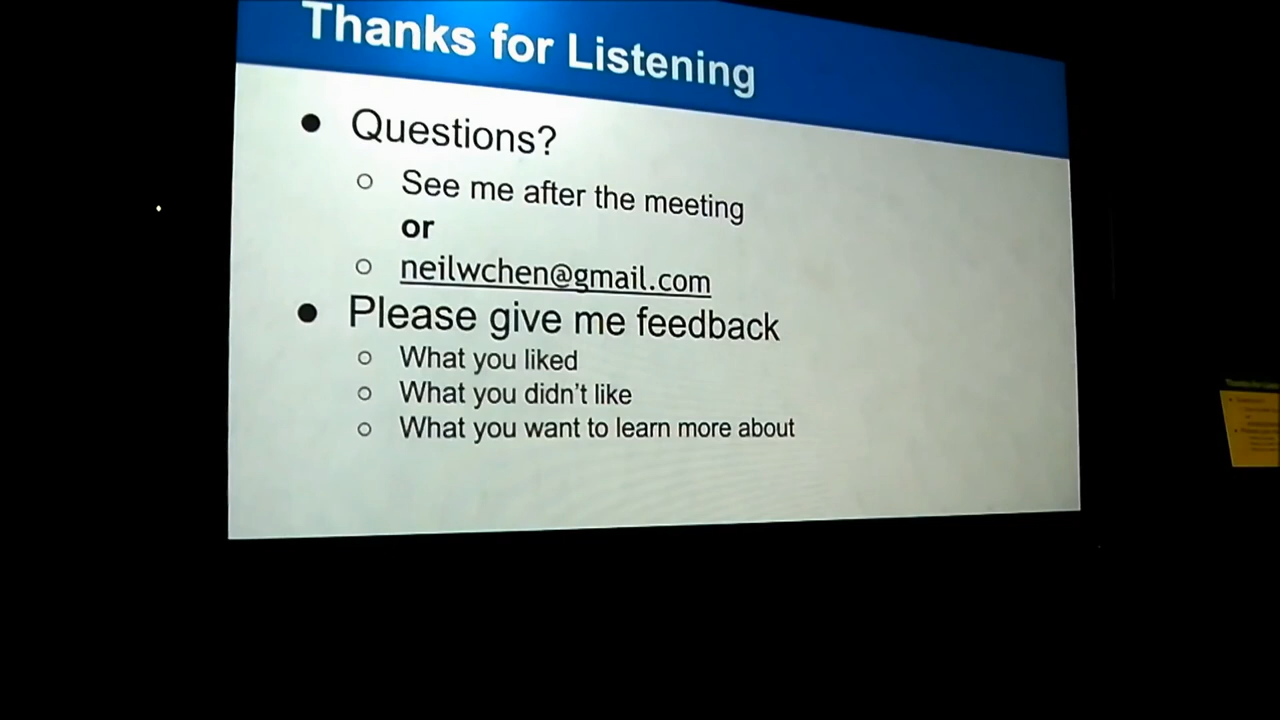 Thanks for Listening
● Questions?
○ See me after the meeting
or
○ neilwchen@gmail.com
● Please give me feedback
○ What you liked
○ What you didn't like
○ What you want to learn more about